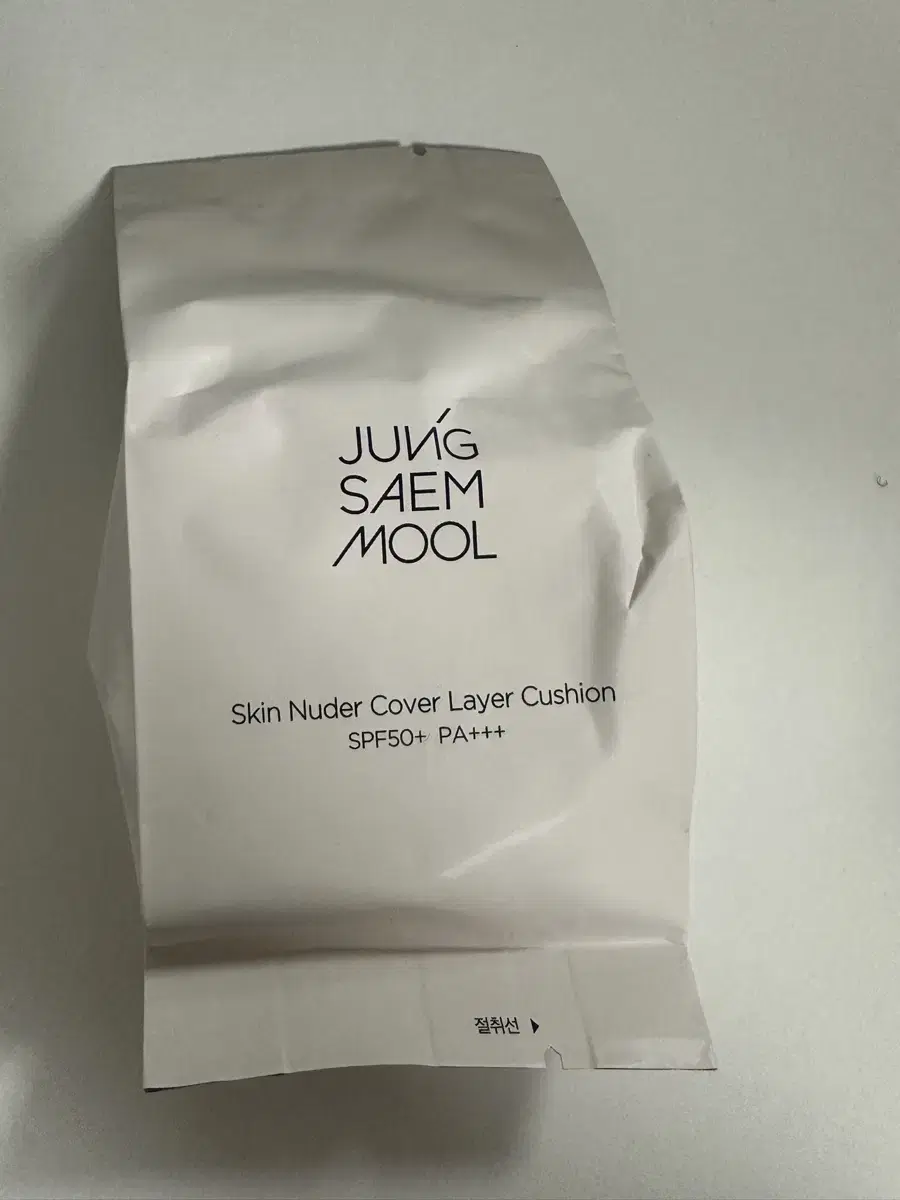 JUNG
SAEM
MOOL
Skin Nuder Cover Layer Cushion
SPF50+ PA+++
절취선